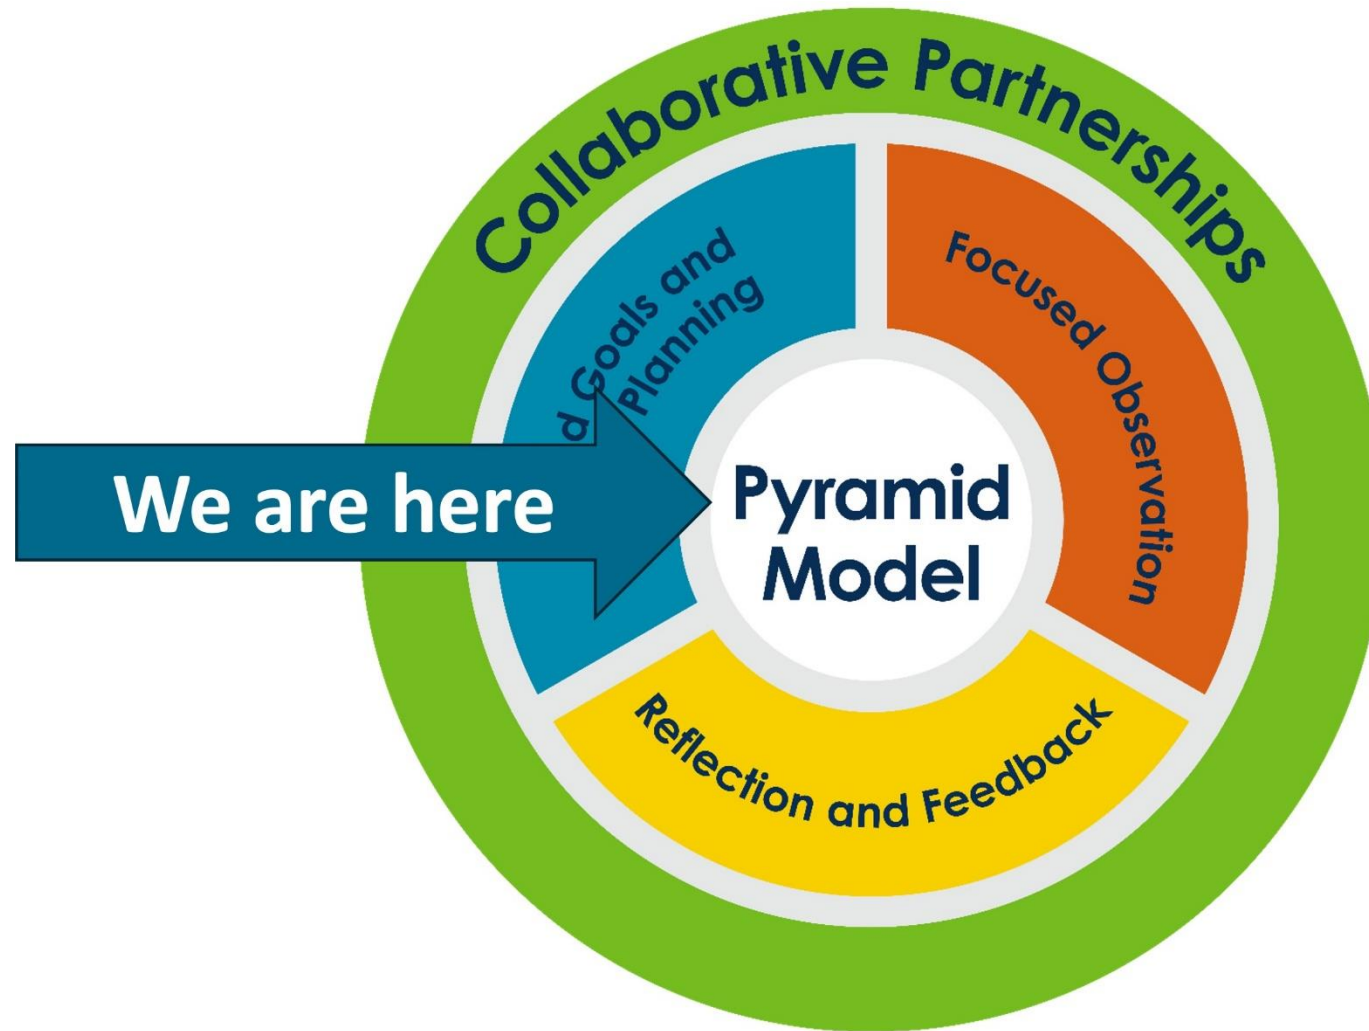 Collaborative Partnerships
Goals and
Planning
Focused Observation
We are here
Pyramid
Model
Reflection and Feedback